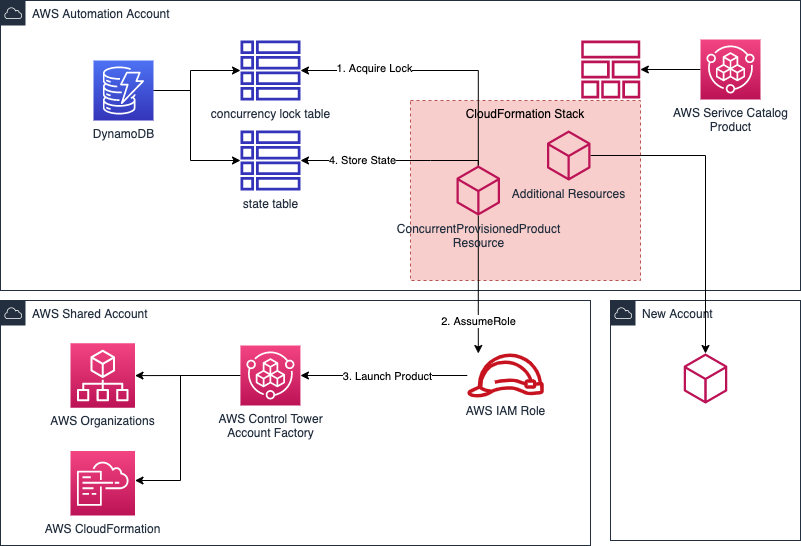 AWS Automation Account
DynamoDB
concurrency lock table
state table
1. Acquire Lock
4. Store State
CloudFormation Stack
ConcurrentProvisionedProduct
Resource
Additional Resources
AWS Serivce Catalog
Product
AWS Shared Account
2. AssumeRole
3. Launch Product
AWS IAM Role
AWS Control Tower
Account Factory
AWS Organizations
AWS CloudFormation
New Account